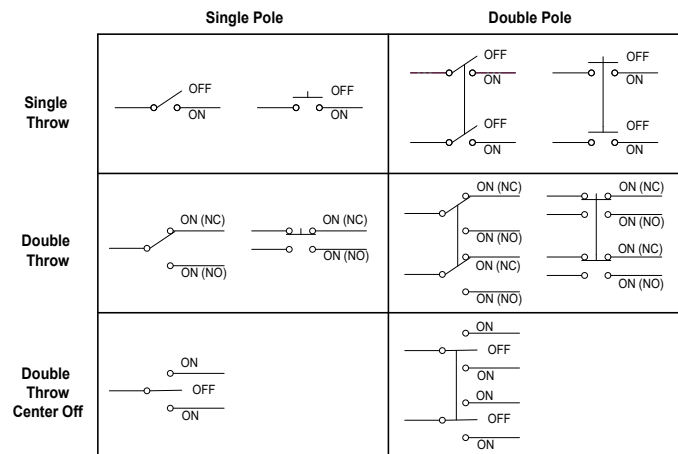 Single Pole
Double Pole
Single
Throw
OFF
ON
OFF
ON
OFF
ON
OFF
ON
OFF
ON
OFF
ON
Double
Throw
ON (NC)
ON (NO)
ON (NC)
ON (NO)
ON (NC)
ON (NO)
ON (NC)
ON (NO)
ON (NC)
ON (NO)
ON (NC)
ON (NO)
Double
Throw
Center Off
ON
OFF
ON
ON
OFF
ON
ON
OFF
ON